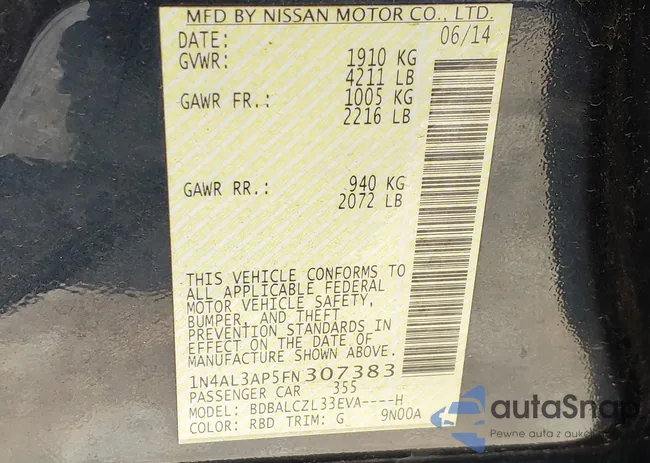 MFD BY NISSAN MOTOR CO., LTD.
DATE: 06/14
GVWR: 1910 KG
4211 LB
GAWR FR.: 1005 KG
2216 LB
GAWR RR.: 940 KG
2072 LB
THIS VEHICLE CONFORMS TO
ALL APPLICABLE FEDERAL
MOTOR VEHICLE SAFETY,
BUMPER, AND THEFT
PREVENTION STANDARDS IN
EFFECT ON THE DATE OF
MANUFACTURE SHOWN ABOVE.
1N4AL3AP5FN307383
PASSENGER CAR 355
MODEL: BDBALCZL33EVA----H
COLOR: RBD TRIM: G 9N00A
autaSnap
Pewne auta z aukcji